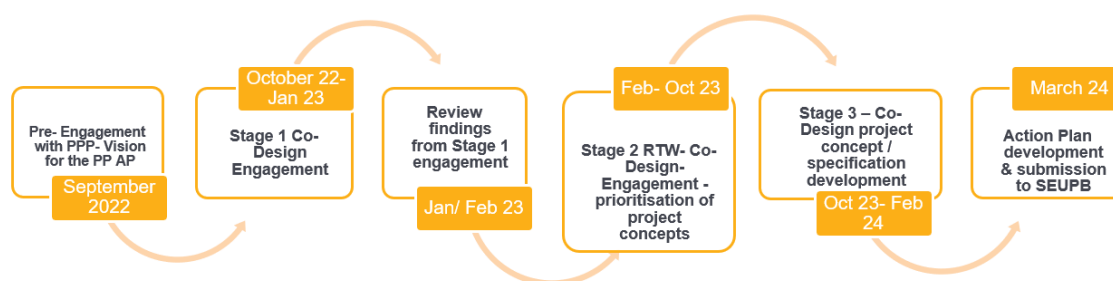 Pre- Engagement
with PPP- Vision
for the PP AP
September
2022
October 22-
Jan 23
Stage 1 Co-
Design
Engagement
Review
findings
from Stage 1
engagement
Jan/ Feb 23
Feb- Oct 23
Stage 2 RTW- Co-
Design-
Engagement -
prioritisation of
project
concepts
Stage 3 – Co-
Design project
concept /
specification
development
Oct 23- Feb
24
March 24
Action Plan
development
& submission
to SEUPB